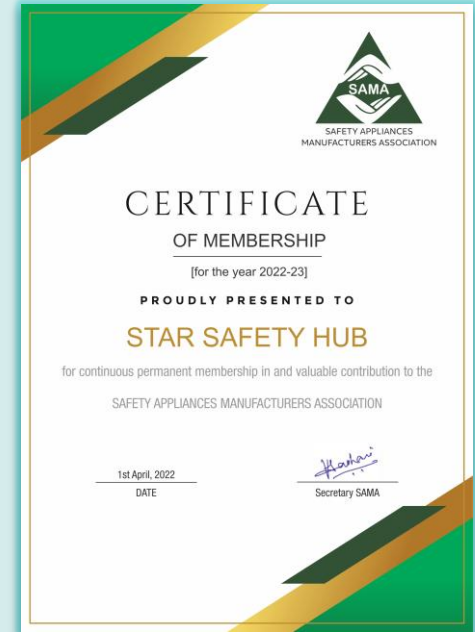 SAMA
SAFETY APPLIANCES
MANUFACTURERS ASSOCIATION
CERTIFICATE
OF MEMBERSHIP
[for the year 2022-23]
PROUDLY PRESENTED TO
STAR SAFETY HUB
for continuous permanent membership in and valuable contribution to the
SAFETY APPLIANCES MANUFACTURERS ASSOCIATION
1st April, 2022
DATE
Secretary SAMA